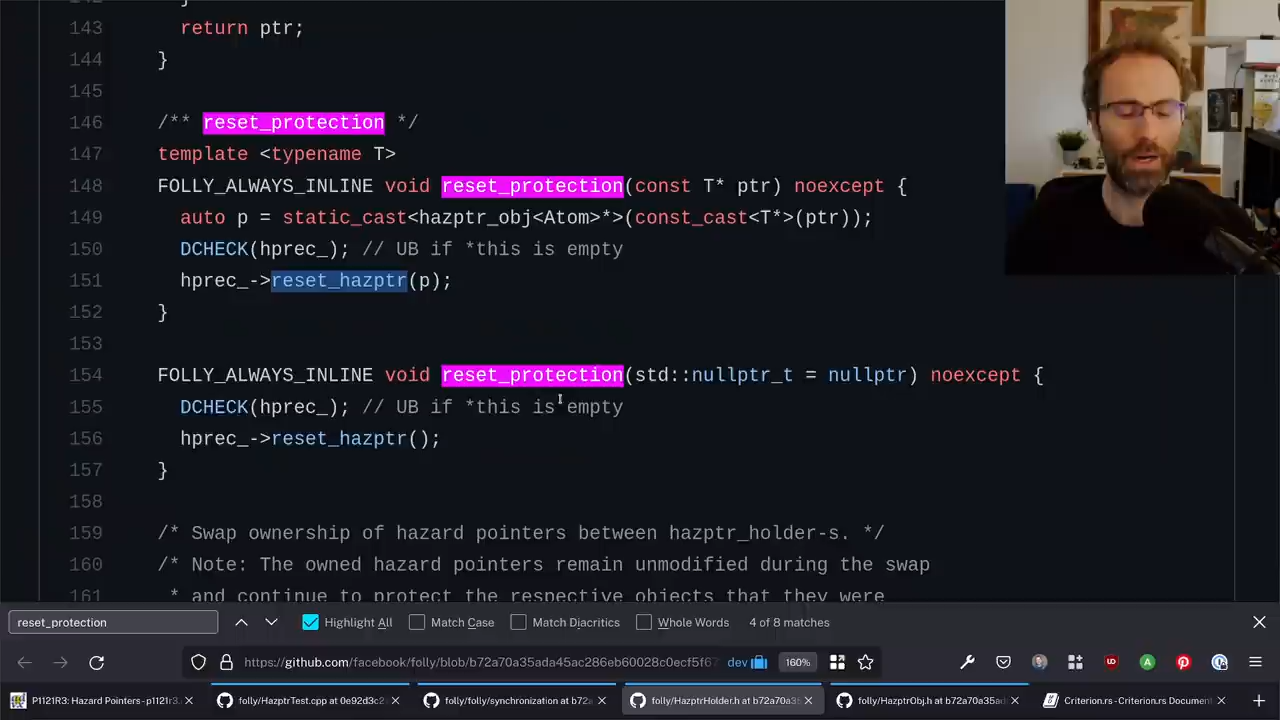 143 return ptr;
144 }
145
146 /** reset_protection */
147 template <typename T>
148 FOLLY_ALWAYS_INLINE void reset_protection(const T* ptr) noexcept {
149 auto p = static_cast<hazptr_obj<Atom>*>(const_cast<T*>(ptr));
150 DCHECK(hprec_); // UB if *this is empty
151 hprec_->reset_hazptr(p);
152 }
153
154 FOLLY_ALWAYS_INLINE void reset_protection(std::nullptr_t = nullptr) noexcept {
155 DCHECK(hprec_); // UB if *this is empty
156 hprec_->reset_hazptr();
157 }
158
159 /* Swap ownership of hazard pointers between hazptr_holder-s. */
160 /* Note: The owned hazard pointers remain unmodified during the swap
161 * and continue to protect the respective objects that they were
reset_protection Highlight All Match Case Match Diacritics Whole Words 4 of 8 matches
https://github.com/facebook/folly/blob/b72a70a35ada45ac286eb60028c0ecf5f67 dev 160%
P1121R3: Hazard Pointers - p1121r3. folly/HazptrTest.cpp at 0e92d3c2 folly/folly/synchronization at b72a folly/HazptrHolder.h at b72a70a35 folly/HazptrObj.h at b72a70a35ad Criterion.rs - Criterion.rs Document